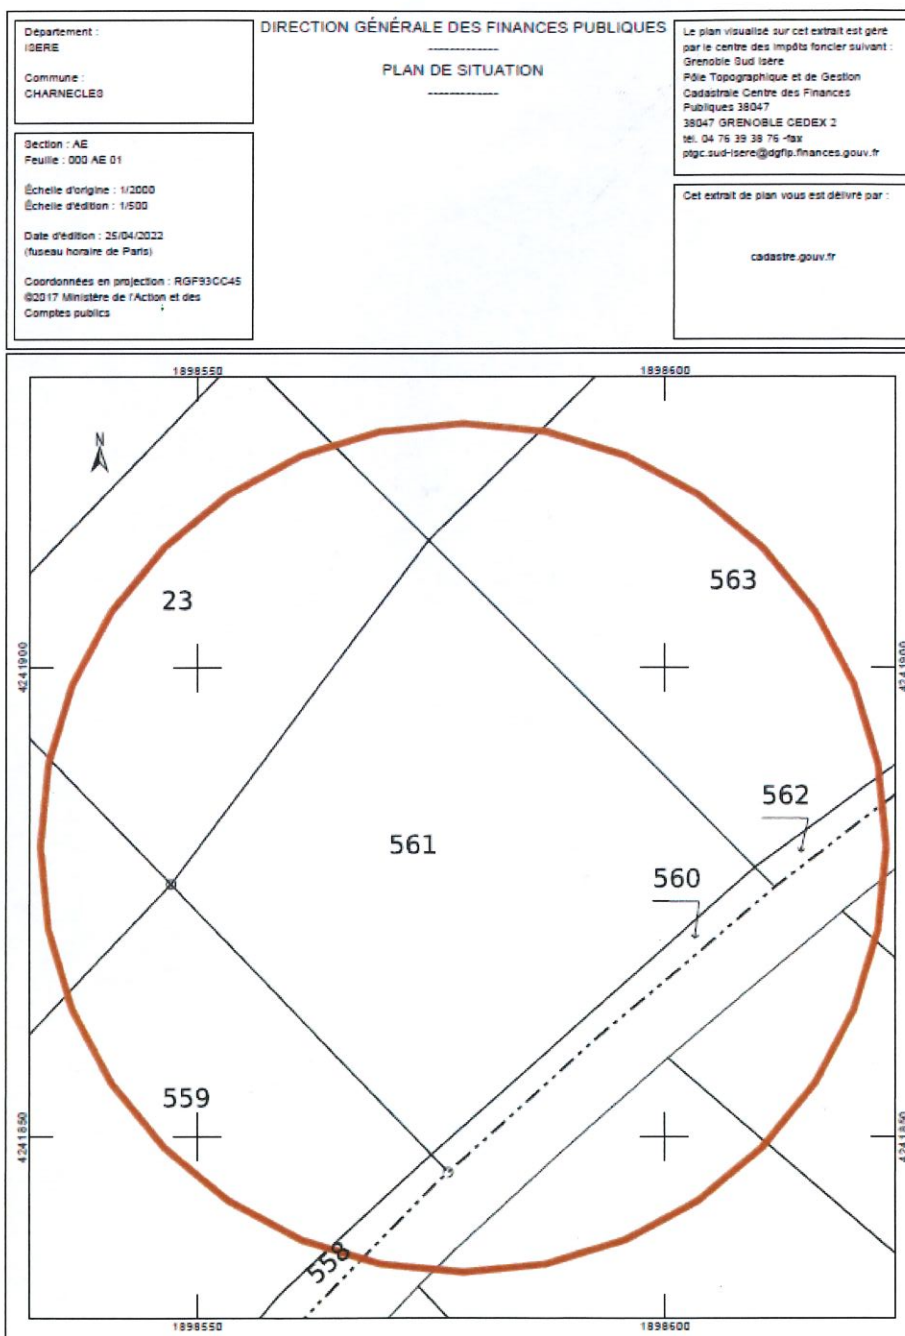 Département :
ISERE
Commune :
CHARNECLES
Section : AE
Feuille : 000 AE 01
Échelle d'origine : 1/2000
Échelle d'édition : 1/500
Date d'édition : 25/04/2022
(fuseau horaire de Paris)
Coordonnées en projection : RGF93CC45
©2017 Ministère de l'Action et des
Comptes publics
DIRECTION GÉNÉRALE DES FINANCES PUBLIQUES
-------------
PLAN DE SITUATION
-------------
Le plan visualisé sur cet extrait est géré
par le centre des impôts foncier suivant :
Grenoble Sud Isère
Pôle Topographique et de Gestion
Cadastrale Centre des Finances
Publiques 38047
38047 GRENOBLE CEDEX 2
tél. 04 76 39 38 76 -fax
ptgc.sud-isere@dgfip.finances.gouv.fr
Cet extrait de plan vous est délivré par :
cadastre.gouv.fr
1898550
1898600
N
23
563
4241900
4241900
562
561
560
559
4241850
4241850
558
1898550
1898600